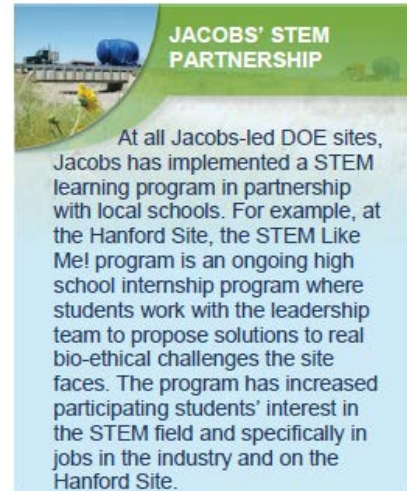 JACOBS' STEM
PARTNERSHIP
At all Jacobs-led DOE sites,
Jacobs has implemented a STEM
learning program in partnership
with local schools. For example, at
the Hanford Site, the STEM Like
Me! program is an ongoing high
school internship program where
students work with the leadership
team to propose solutions to real
bio-ethical challenges the site
faces. The program has increased
participating students' interest in
the STEM field and specifically in
jobs in the industry and on the
Hanford Site.